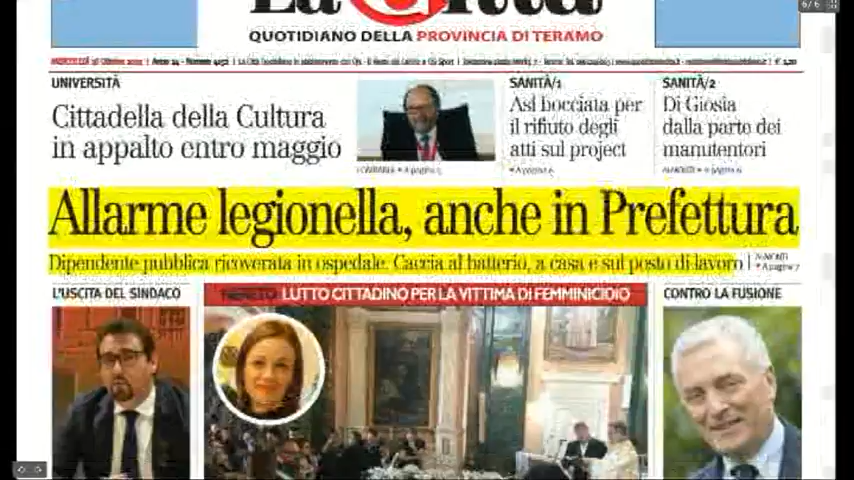 La Città
QUOTIDIANO DELLA PROVINCIA DI TERAMO
UNIVERSITÀ
Cittadella della Cultura
in appalto entro maggio
SANITÀ/1
Asl bocciata per
il rifiuto degli
atti sul project
SANITÀ/2
Di Giosia
dalla parte dei
manutentori
Allarme legionella, anche in Prefettura
Dipendente pubblica ricoverata in ospedale. Caccia al batterio, a casa e sul posto di lavoro
L'USCITA DEL SINDACO
LUTTO CITTADINO PER LA VITTIMA DI FEMMINICIDIO
CONTRO LA FUSIONE
6/6